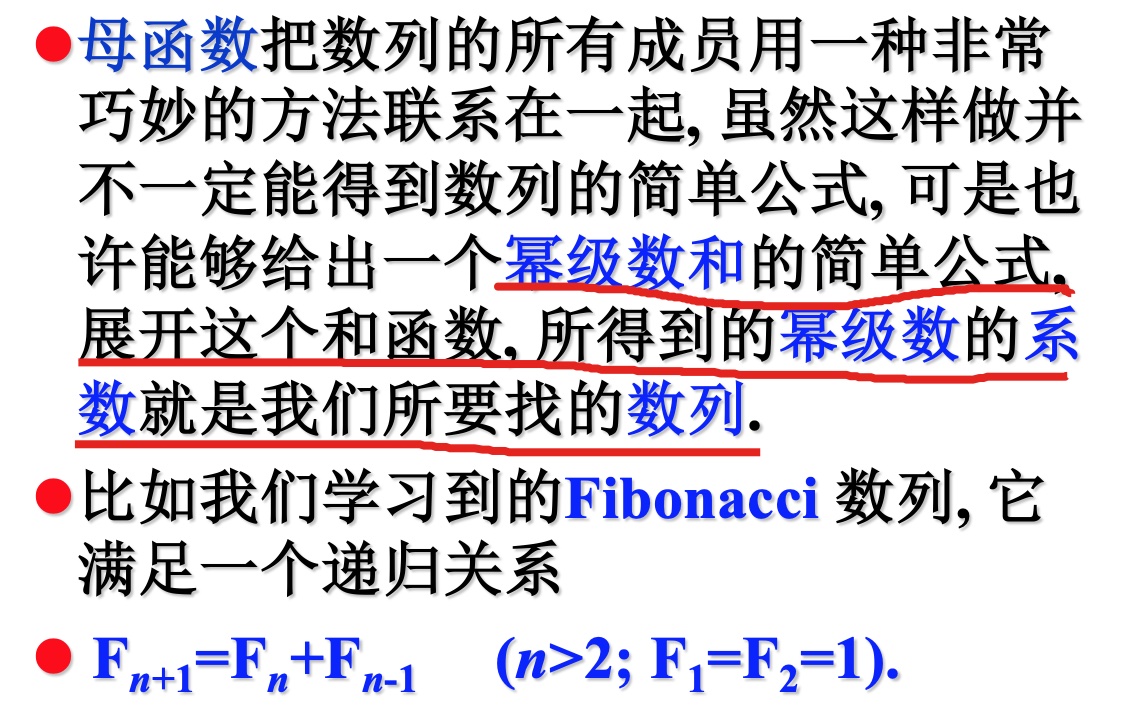 ●母函数把数列的所有成员用一种非常
巧妙的方法联系在一起, 虽然这样做并
不一定能得到数列的简单公式, 可是也
许能够给出一个幂级数和的简单公式,
展开这个和函数, 所得到的幂级数的系
数就是我们所要找的数列.
●比如我们学习到的Fibonacci 数列, 它
满足一个递归关系
● Fn+1=Fn+Fn-1 (n>2; F1=F2=1).